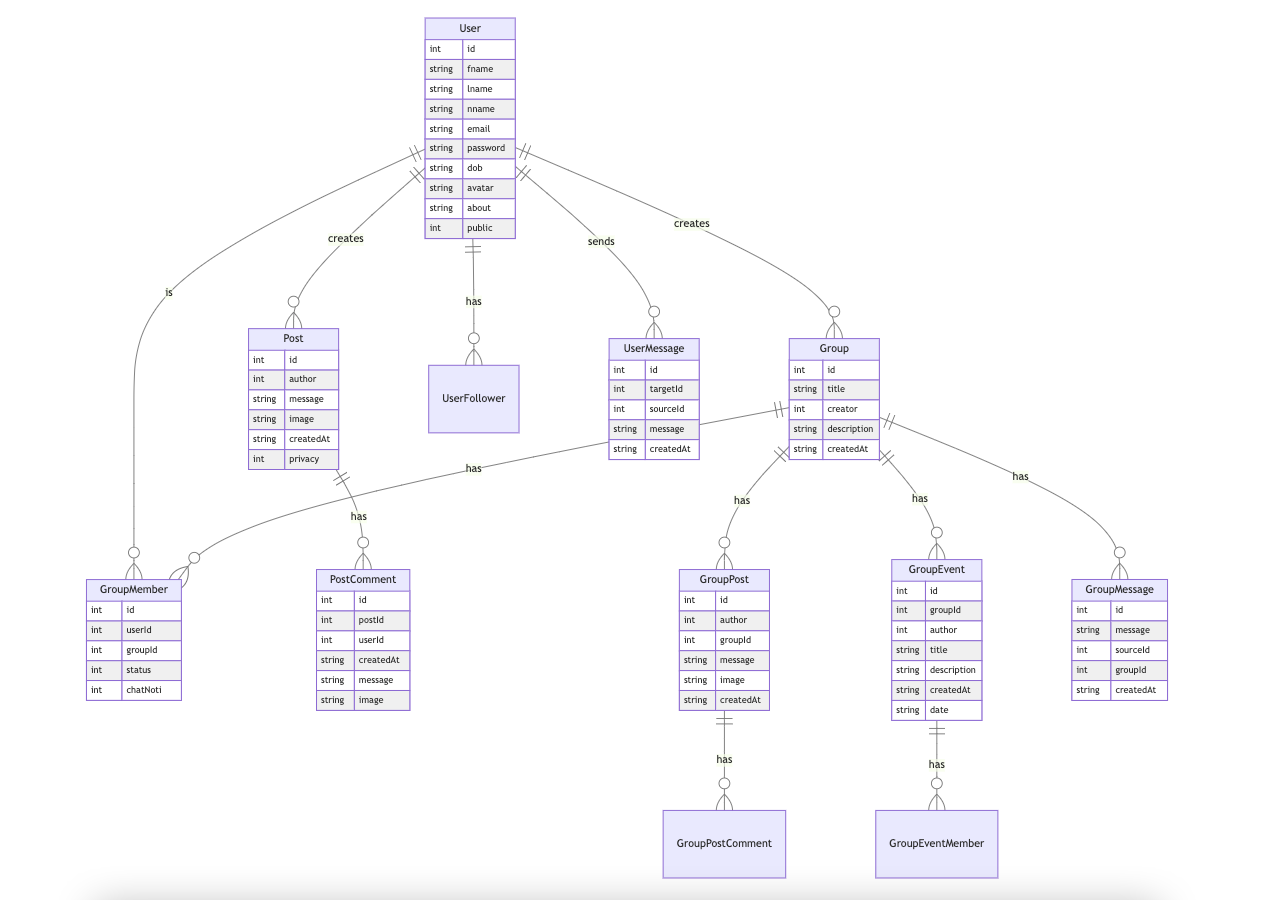 User
int id
string fname
string lname
string nname
string email
string password
string dob
string avatar
string about
int public
creates
creates
sends
is
has
Post
int id
int author
string message
string image
string createdAt
int privacy
UserFollower
UserMessage
int id
int targetId
int sourceId
string message
string createdAt
Group
int id
string title
int creator
string description
string createdAt
has
has
has
has
has
GroupMember
int id
int userId
int groupId
int status
int chatNoti
PostComment
int id
int postId
int userId
string createdAt
string message
string image
GroupPost
int id
int author
int groupId
string message
string image
string createdAt
GroupEvent
int id
int groupId
int author
string title
string description
string createdAt
string date
GroupMessage
int id
string message
int sourceId
int groupId
string createdAt
has
has
GroupPostComment
GroupEventMember